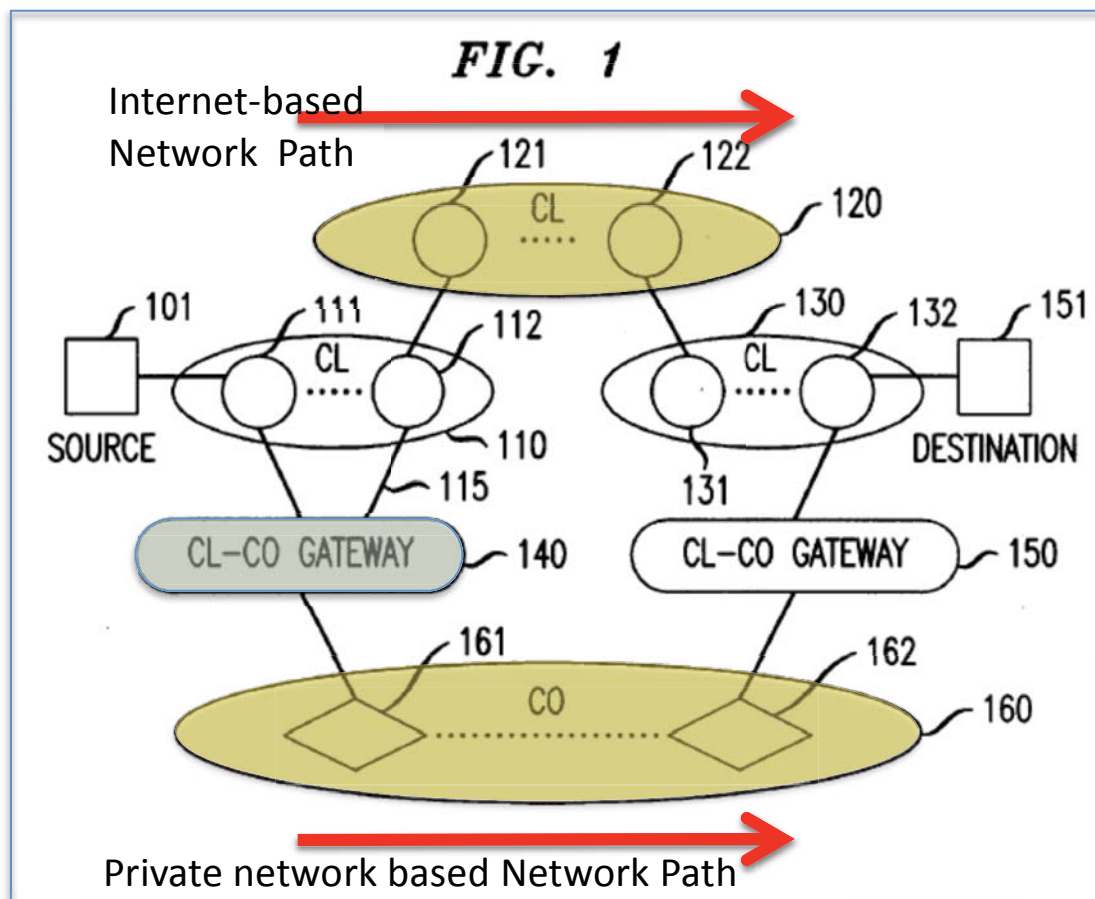 FIG. 1
Internet-based
Network Path
121
122
CL
120
101
111
112
130
132
151
CL
CL
SOURCE
110
DESTINATION
115
131
CL-CO GATEWAY
140
CL-CO GATEWAY
150
161
162
CO
160
Private network based Network Path